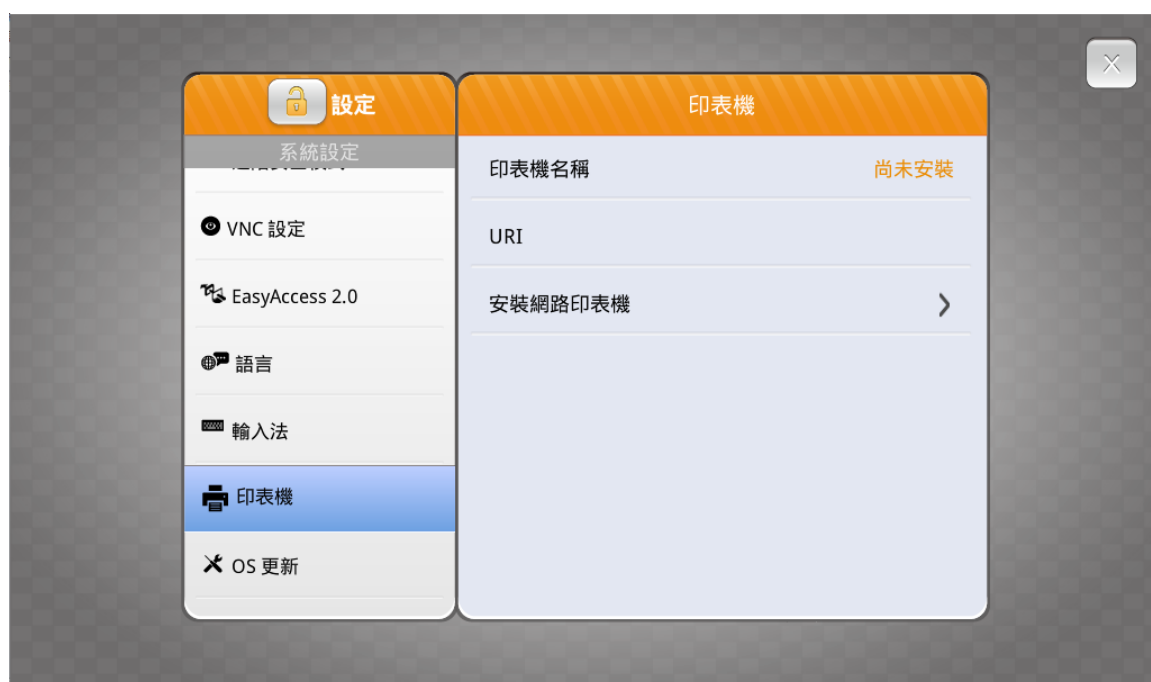 設定
系統設定
VNC 設定
EasyAccess 2.0
語言
輸入法
印表機
OS 更新
印表機
印表機名稱 尚未安裝
URI
安裝網路印表機